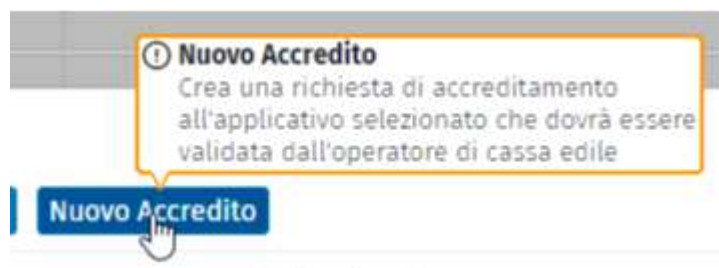 Nuovo Accredito
Crea una richiesta di accreditamento
all'applicativo selezionato che dovrà essere
validata dall'operatore di cassa edile
Nuovo Accredito